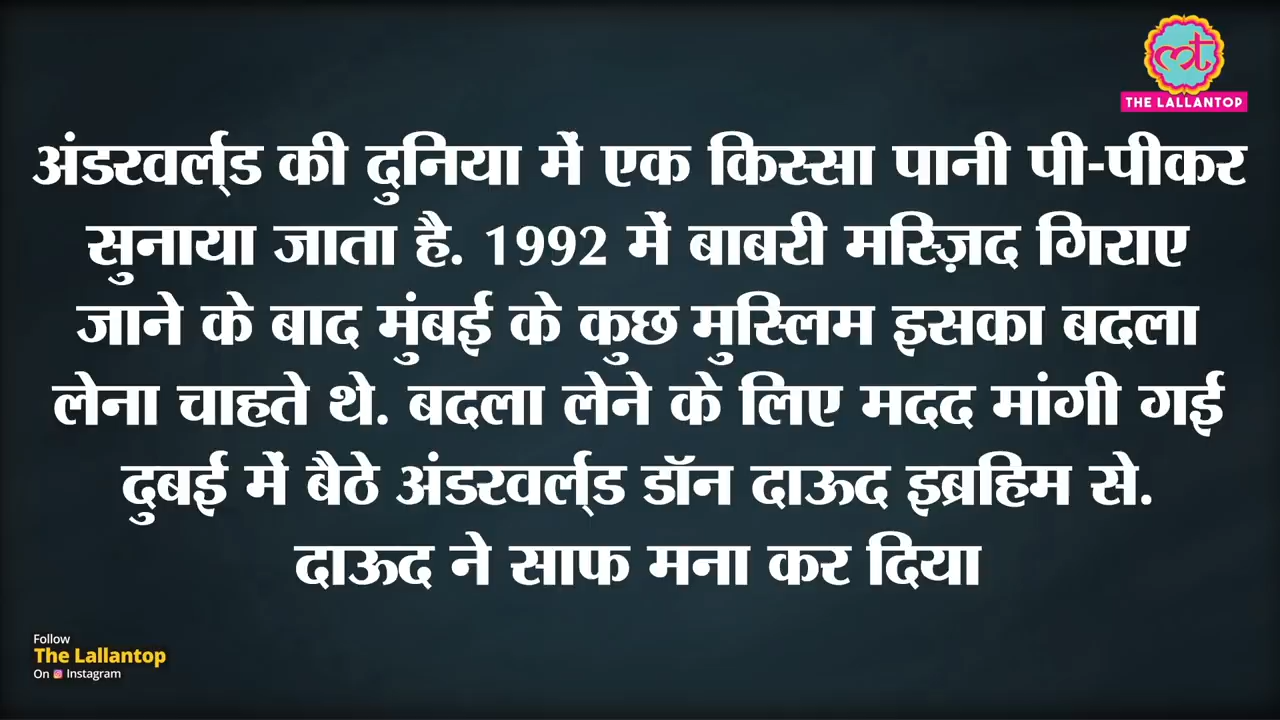 THE LALLANTOP
अंडरवर्ल्ड की दुनिया में एक किस्सा पानी पी-पीकर
सुनाया जाता है. 1992 में बाबरी मस्ज़िद गिराए
जाने के बाद मुंबई के कुछ मुस्लिम इसका बदला
लेना चाहते थे. बदला लेने के लिए मदद मांगी गई
दुबई में बैठे अंडरवर्ल्ड डॉन दाऊद इब्रहिम से.
दाऊद ने साफ मना कर दिया
Follow
The Lallantop
On Instagram